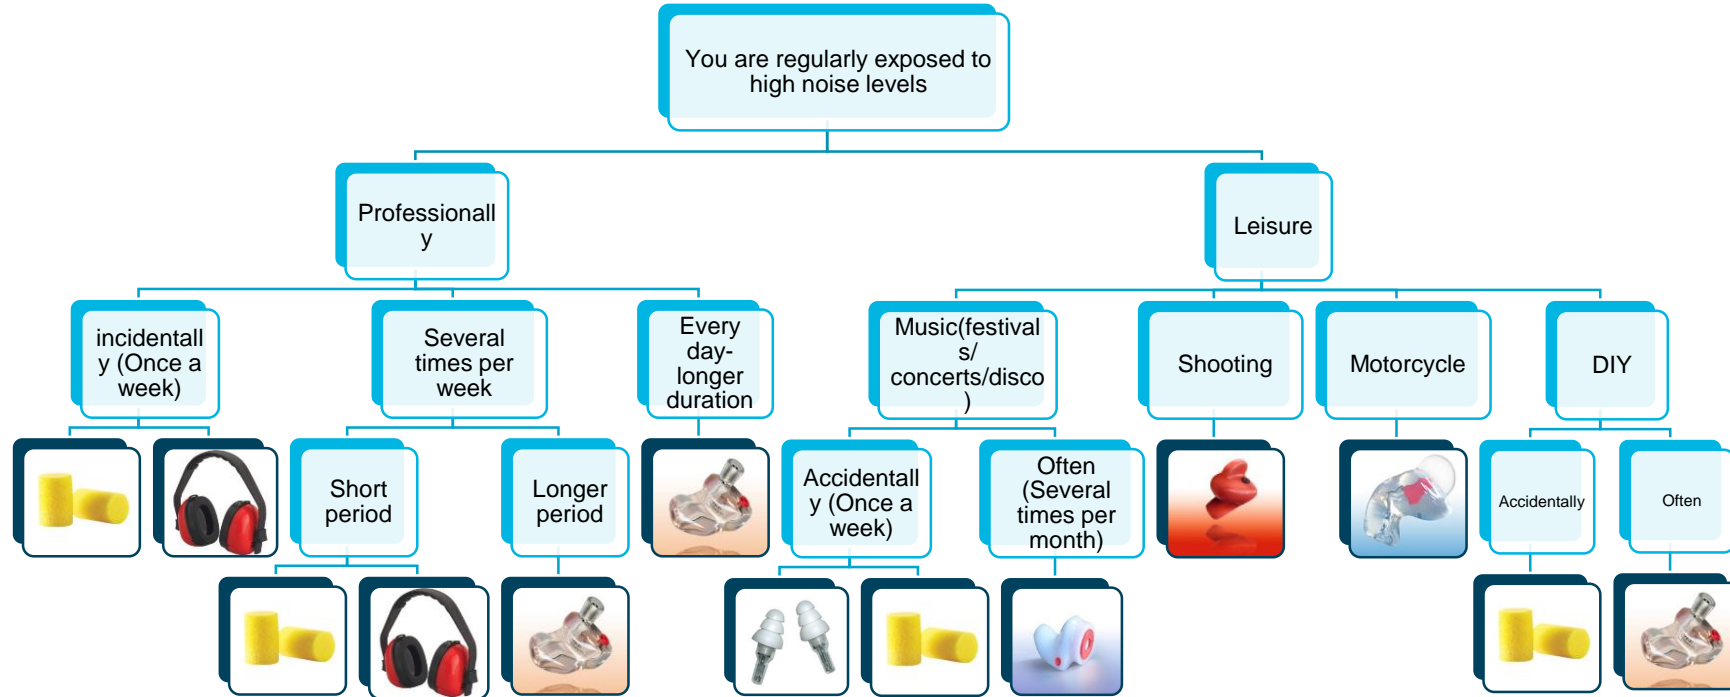 You are regularly exposed to
high noise levels
Professionall
y
Leisure
incidentall
y (Once a
week)
Several
times per
week
Every
day-
longer
duration
Music(festival
s/
concerts/disco
)
Shooting
Motorcycle
DIY
Short
period
Longer
period
Accidentall
y (Once a
week)
Often
(Several
times per
month)
Accidentally
Often